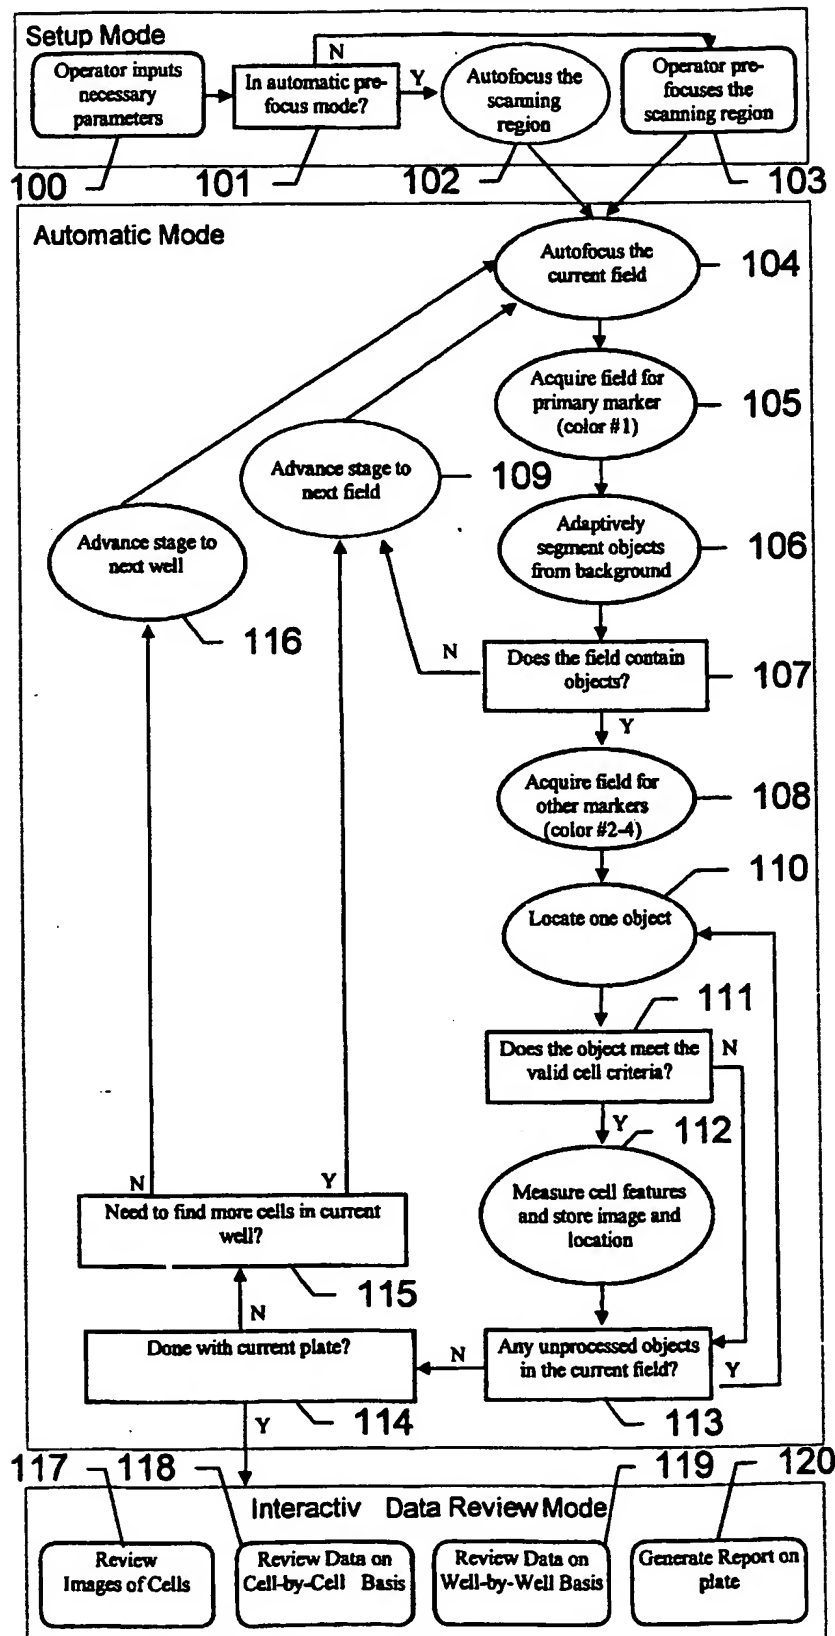 Setup Mode
N
Operator inputs
necessary
parameters
In automatic pre-
focus mode?
Y
Autofocus the
scanning
region
Operator pre-
focuses the
scanning region
100
101
102
103
Automatic Mode
Autofocus the
current field
104
Acquire field for
primary marker
(color #1)
105
Advance stage to
next field
109
Adaptively
segment objects
from background
106
Advance stage to
next well
116
N
Does the field contain
objects?
107
Y
Acquire field for
other markers
(color #2-4)
108
110
Locate one object
111
Does the object meet the
valid cell criteria?
N
Y
112
Measure cell features
and store image and
location
N
Y
Need to find more cells in current
well?
115
N
Done with current plate?
N
Any unprocessed objects
in the current field?
Y
114
113
Y
117
118
119
120
Interactiv Data Review Mode
Review
Images of Cells
Review Data on
Cell-by-Cell Basis
Review Data on
Well-by-Well Basis
Generate Report on
plate